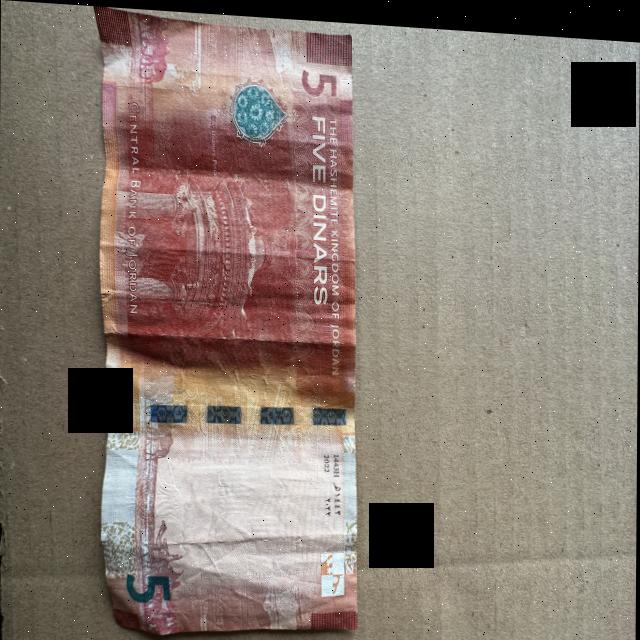 5
THE HASHEMITE KINGDOM OF JORDAN
FIVE DINARS
CENTRAL BANK OF JORDAN
2022
5